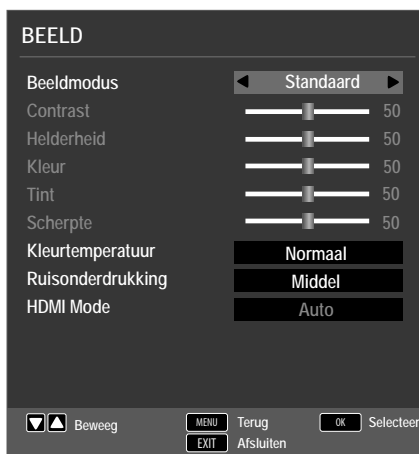 BEELD
Beeldmodus Standaard
Contrast 50
Helderheid 50
Kleur 50
Tint 50
Scherpte 50
Kleurtemperatuur Normaal
Ruisonderdrukking Middel
HDMI Mode Auto
Beweeg MENU Terug OK Selecteer
EXIT Afsluiten